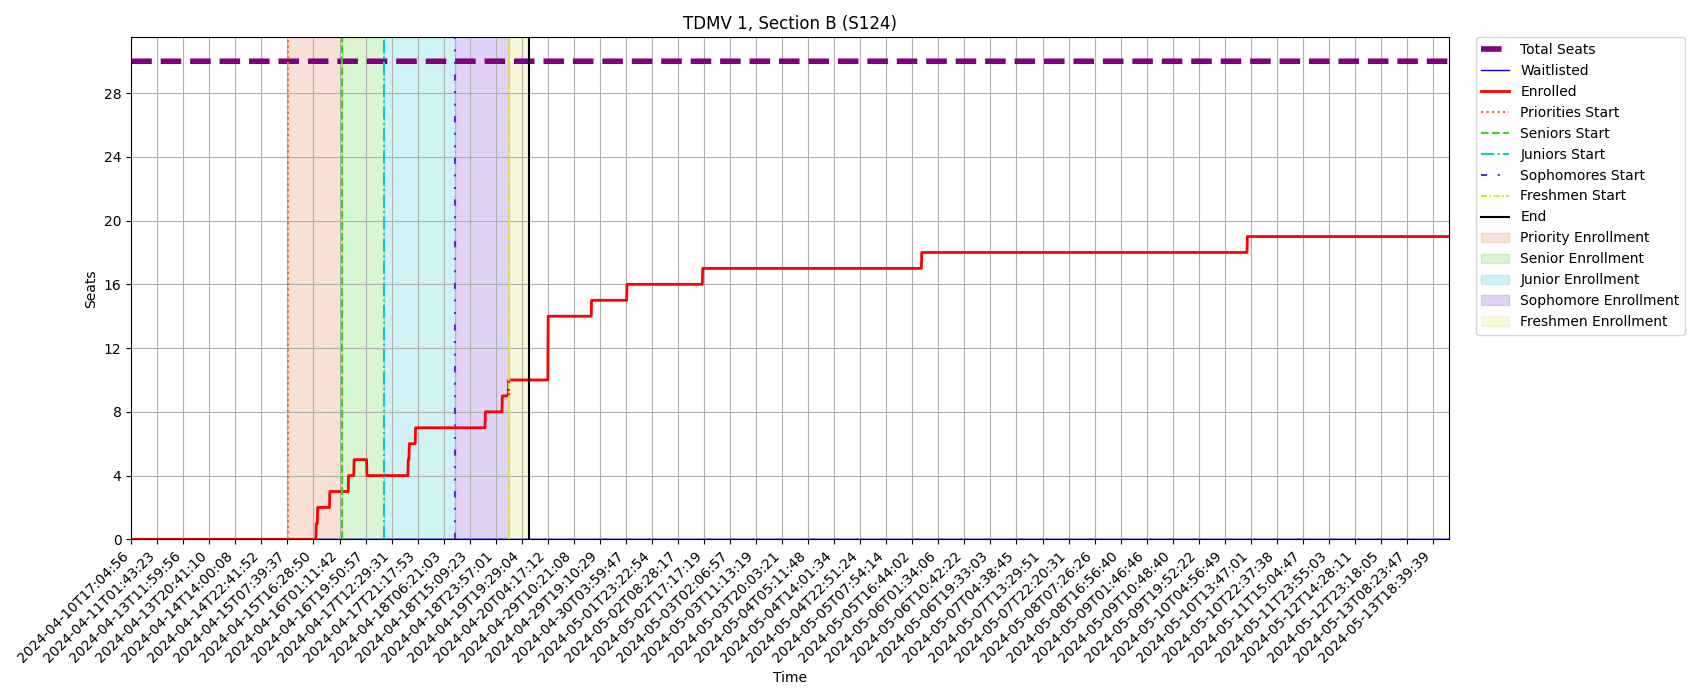 TDMV 1, Section B (S124)
Total Seats
Waitlisted
Enrolled
Priorities Start
Seniors Start
Juniors Start
Sophomores Start
Freshmen Start
End
Priority Enrollment
Senior Enrollment
Junior Enrollment
Sophomore Enrollment
Freshmen Enrollment
Seats
28
24
20
16
12
8
4
0
2024-04-10T17:04:56
2024-04-11T01:43:23
2024-04-13T11:59:56
2024-04-13T20:41:10
2024-04-14T14:00:08
2024-04-14T22:41:52
2024-04-15T07:39:37
2024-04-15T16:28:50
2024-04-16T01:11:42
2024-04-16T19:50:57
2024-04-17T12:29:31
2024-04-17T21:17:53
2024-04-18T06:21:03
2024-04-18T15:09:23
2024-04-18T23:57:01
2024-04-19T19:29:04
2024-04-20T04:17:12
2024-04-29T10:21:08
2024-04-29T19:10:29
2024-04-30T03:59:47
2024-05-01T23:22:54
2024-05-02T08:28:17
2024-05-02T17:17:19
2024-05-03T02:06:57
2024-05-03T11:13:19
2024-05-03T20:03:21
2024-05-04T05:11:48
2024-05-04T14:01:34
2024-05-04T22:51:24
2024-05-05T07:54:14
2024-05-05T16:44:02
2024-05-06T01:34:06
2024-05-06T10:42:22
2024-05-06T19:33:03
2024-05-07T04:38:45
2024-05-07T13:29:51
2024-05-07T22:20:31
2024-05-08T07:26:26
2024-05-08T16:56:40
2024-05-09T01:46:46
2024-05-09T10:48:40
2024-05-09T19:52:22
2024-05-10T04:56:49
2024-05-10T13:47:01
2024-05-10T22:37:38
2024-05-11T15:04:47
2024-05-11T23:55:03
2024-05-12T14:28:11
2024-05-12T23:18:05
2024-05-13T08:23:47
2024-05-13T18:39:39
Time